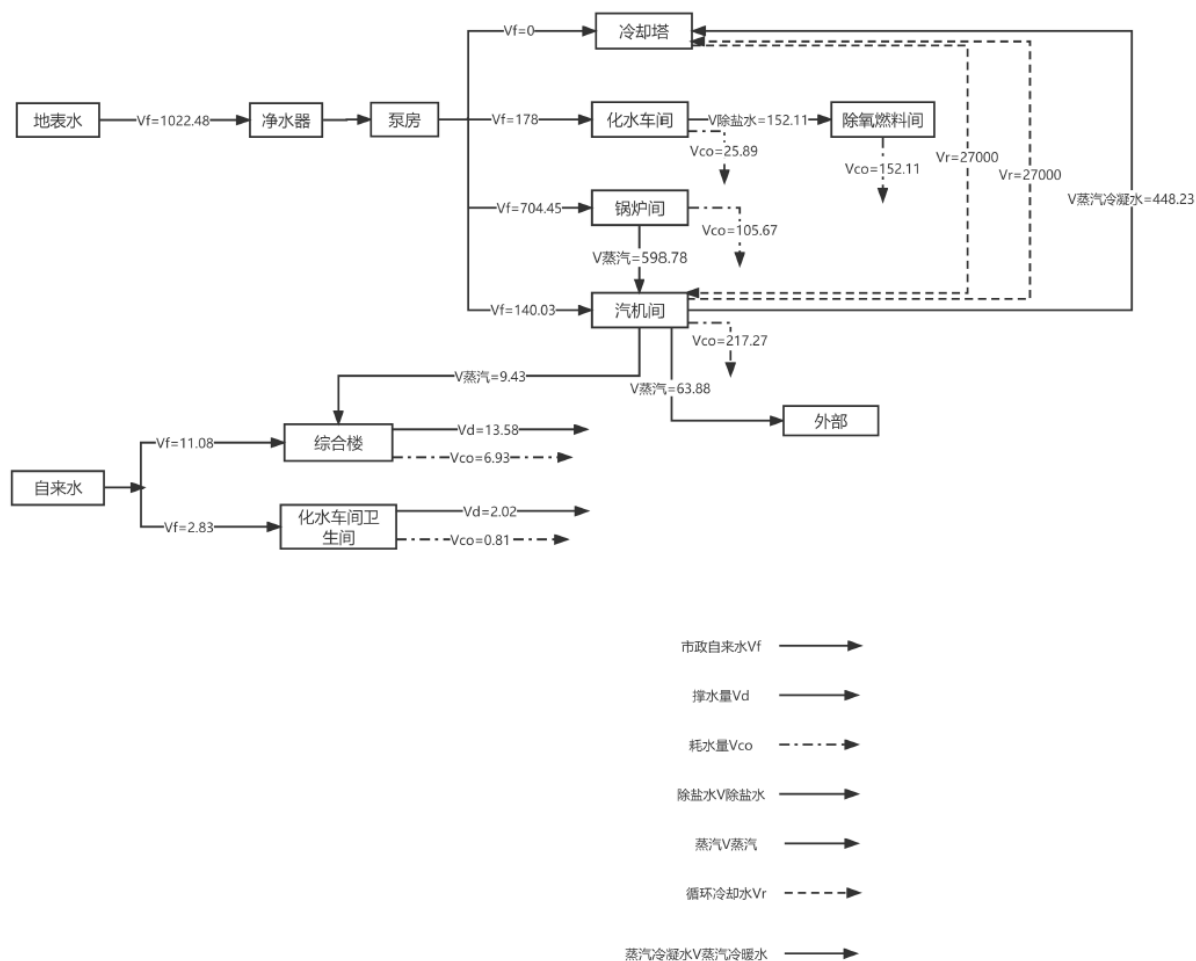 Vf=0
冷却塔
地表水
Vf=1022.48
净水器
泵房
Vf=178
化水车间
V除盐水=152.11
除氧燃料间
Vco=25.89
Vco=152.11
Vr=27000
Vr=27000
V蒸汽冷凝水=448.23
Vf=704.45
锅炉间
Vco=105.67
V蒸汽=598.78
Vf=140.03
汽机间
Vco=217.27
V蒸汽=9.43
V蒸汽=63.88
外部
Vf=11.08
综合楼
Vd=13.58
Vco=6.93
自来水
Vf=2.83
化水车间卫
生间
Vd=2.02
Vco=0.81
市政自来水Vf
撑水量Vd
耗水量Vco
除盐水V除盐水
蒸汽V蒸汽
循环冷却水Vr
蒸汽冷凝水V蒸汽冷暖水